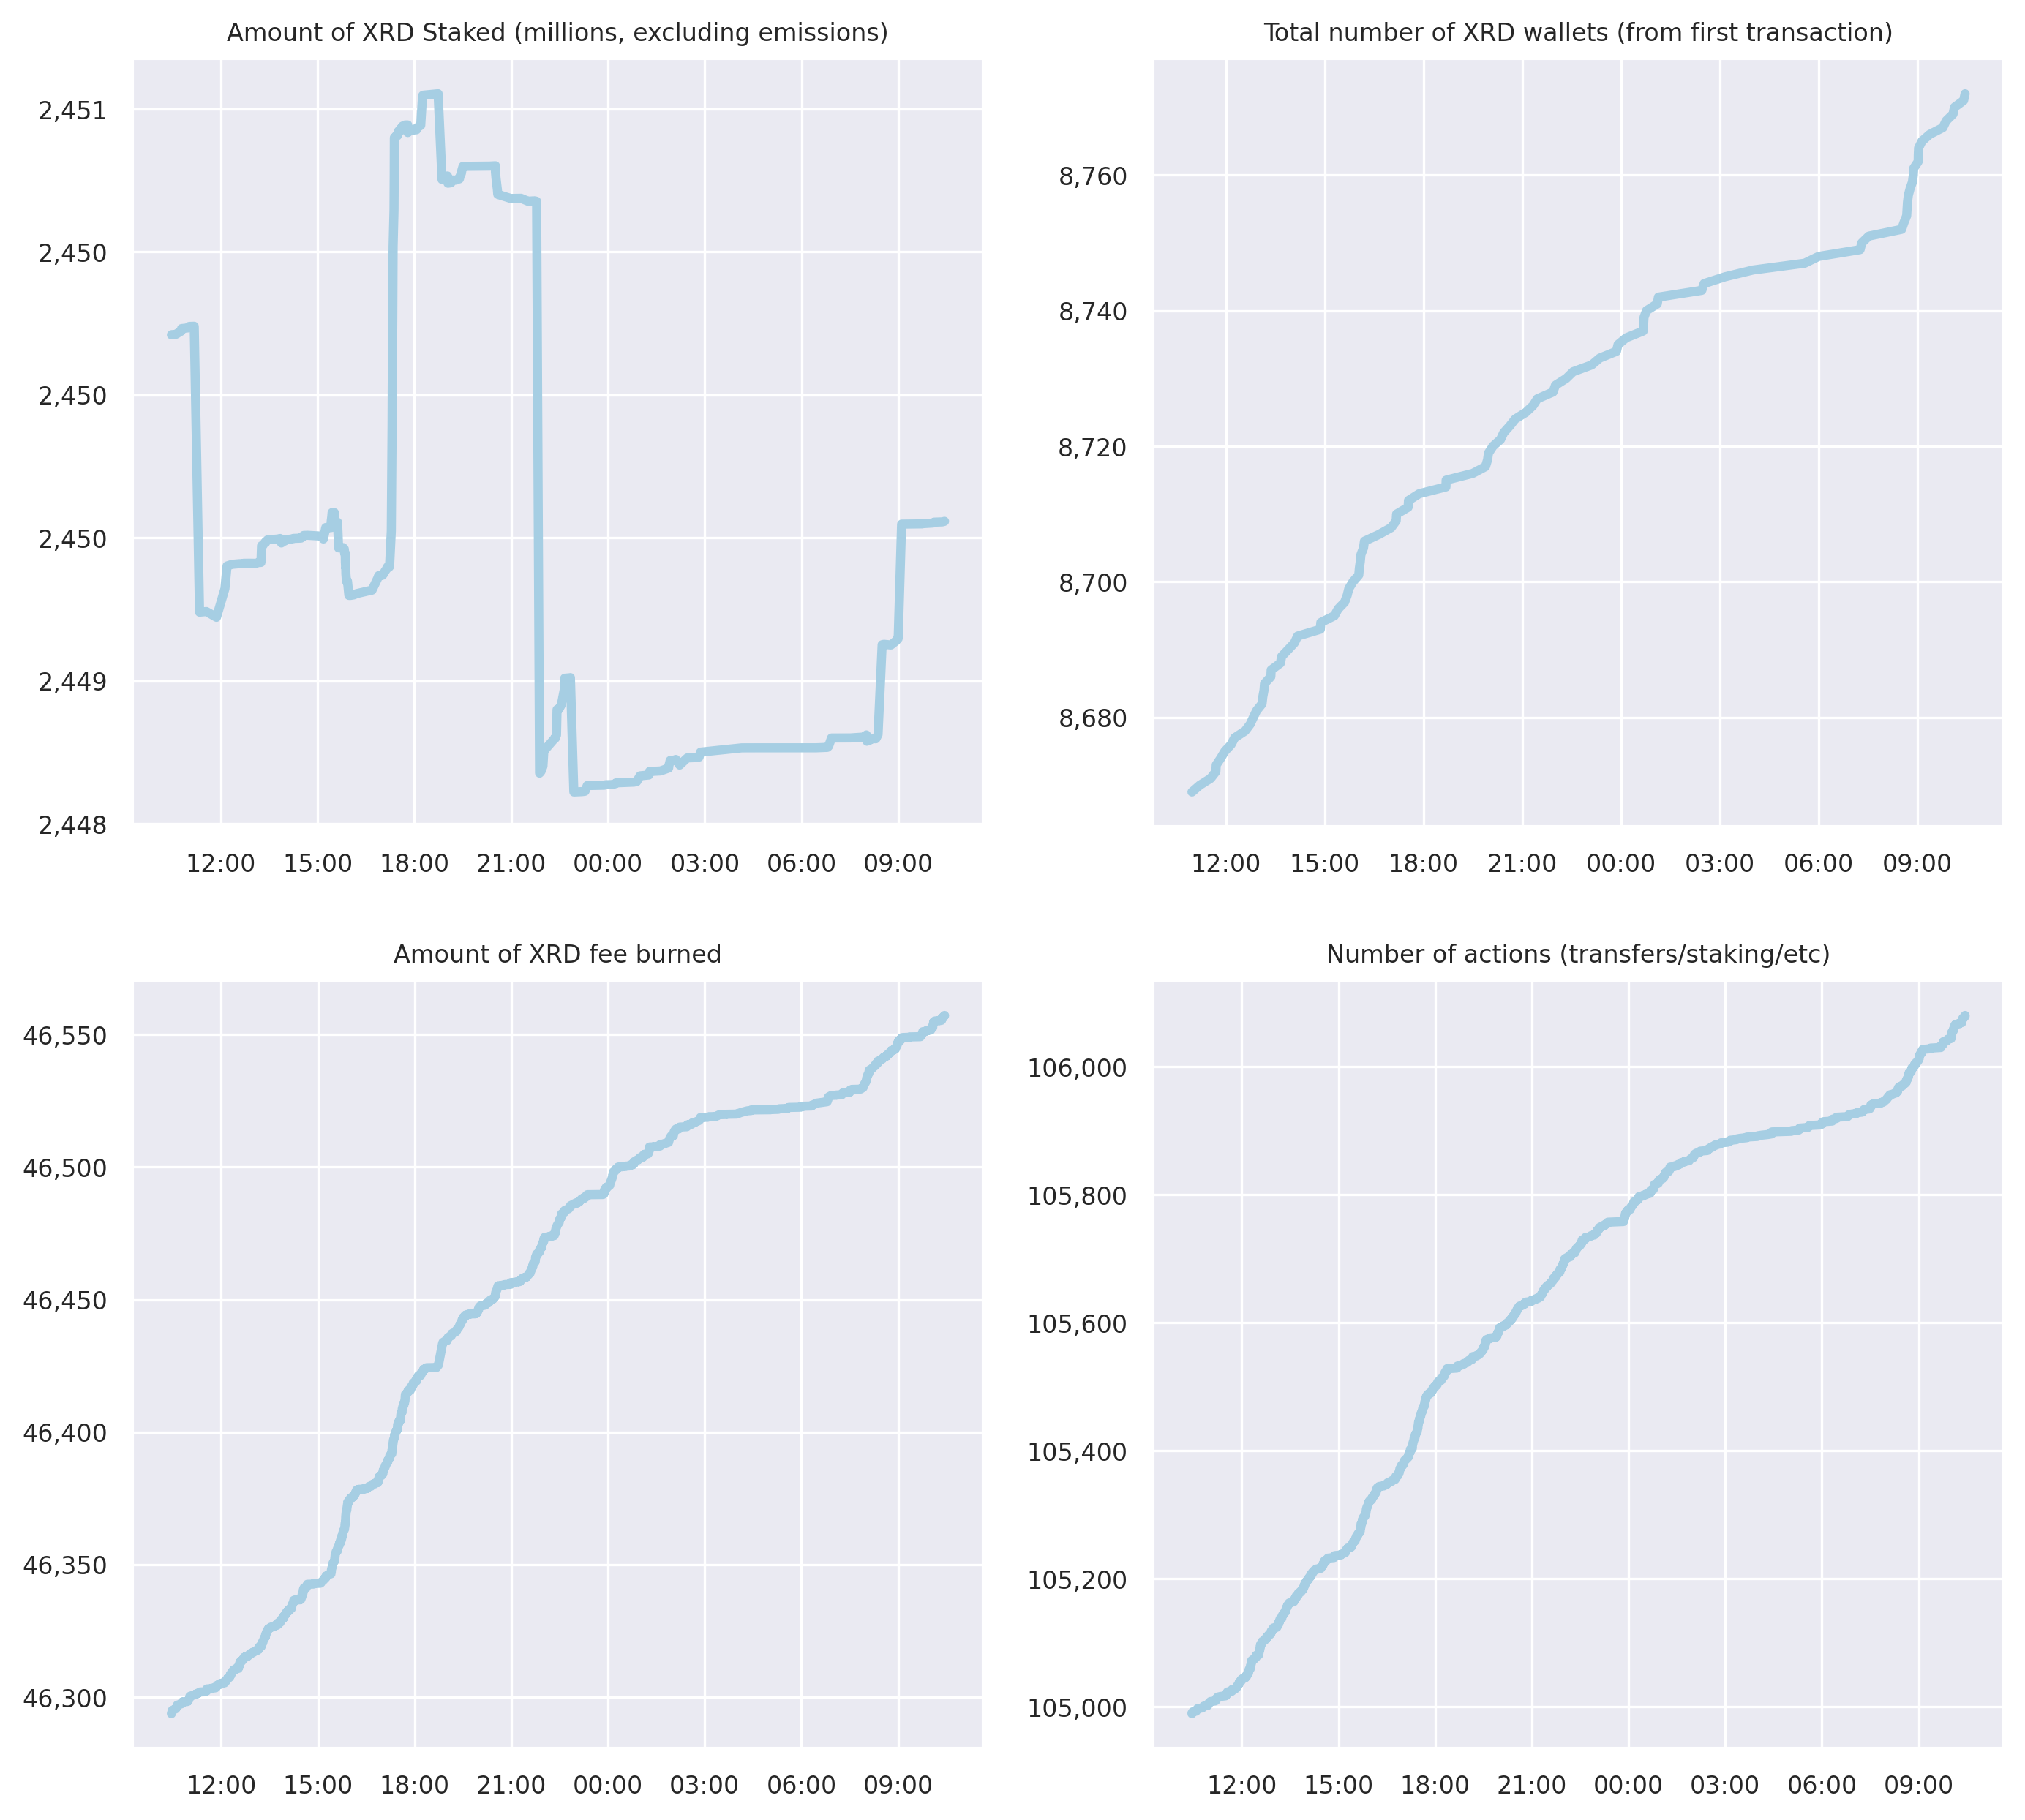 Amount of XRD Staked (millions, excluding emissions)
2,451
2,450
2,450
2,450
2,449
2,448
12:00 15:00 18:00 21:00 00:00 03:00 06:00 09:00
Total number of XRD wallets (from first transaction)
8,760
8,740
8,720
8,700
8,680
12:00 15:00 18:00 21:00 00:00 03:00 06:00 09:00
Amount of XRD fee burned
46,550
46,500
46,450
46,400
46,350
46,300
12:00 15:00 18:00 21:00 00:00 03:00 06:00 09:00
Number of actions (transfers/staking/etc)
106,000
105,800
105,600
105,400
105,200
105,000
12:00 15:00 18:00 21:00 00:00 03:00 06:00 09:00